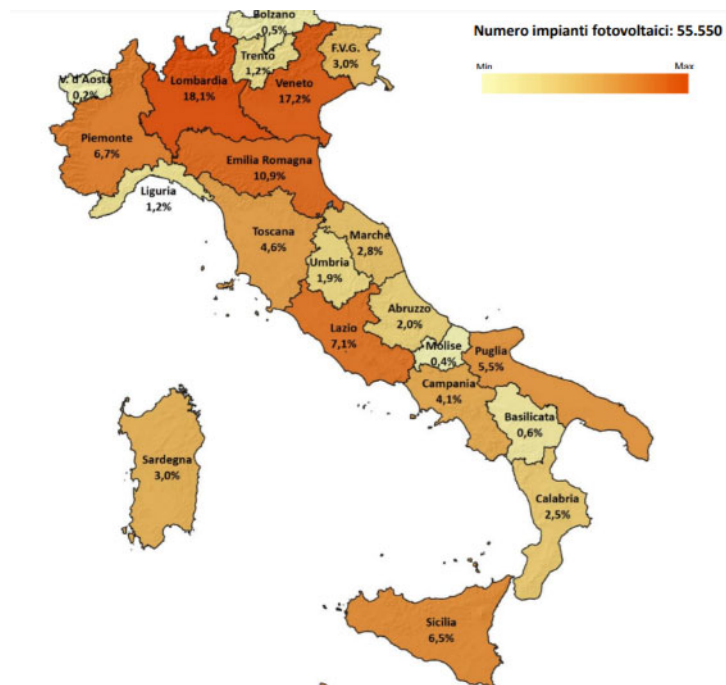 Numero impianti fotovoltaici: 55.550
Min
Max
Bolzano
0,5%
Trento
1,2%
F.V.G.
3,0%
V. d'Aosta
0,2%
Lombardia
18,1%
Veneto
17,2%
Piemonte
6,7%
Emilia Romagna
10,9%
Liguria
1,2%
Toscana
4,6%
Marche
2,8%
Umbria
1,9%
Abruzzo
2,0%
Lazio
7,1%
Molise
0,4%
Puglia
5,5%
Campania
4,1%
Basilicata
0,6%
Sardegna
3,0%
Calabria
2,5%
Sicilia
6,5%